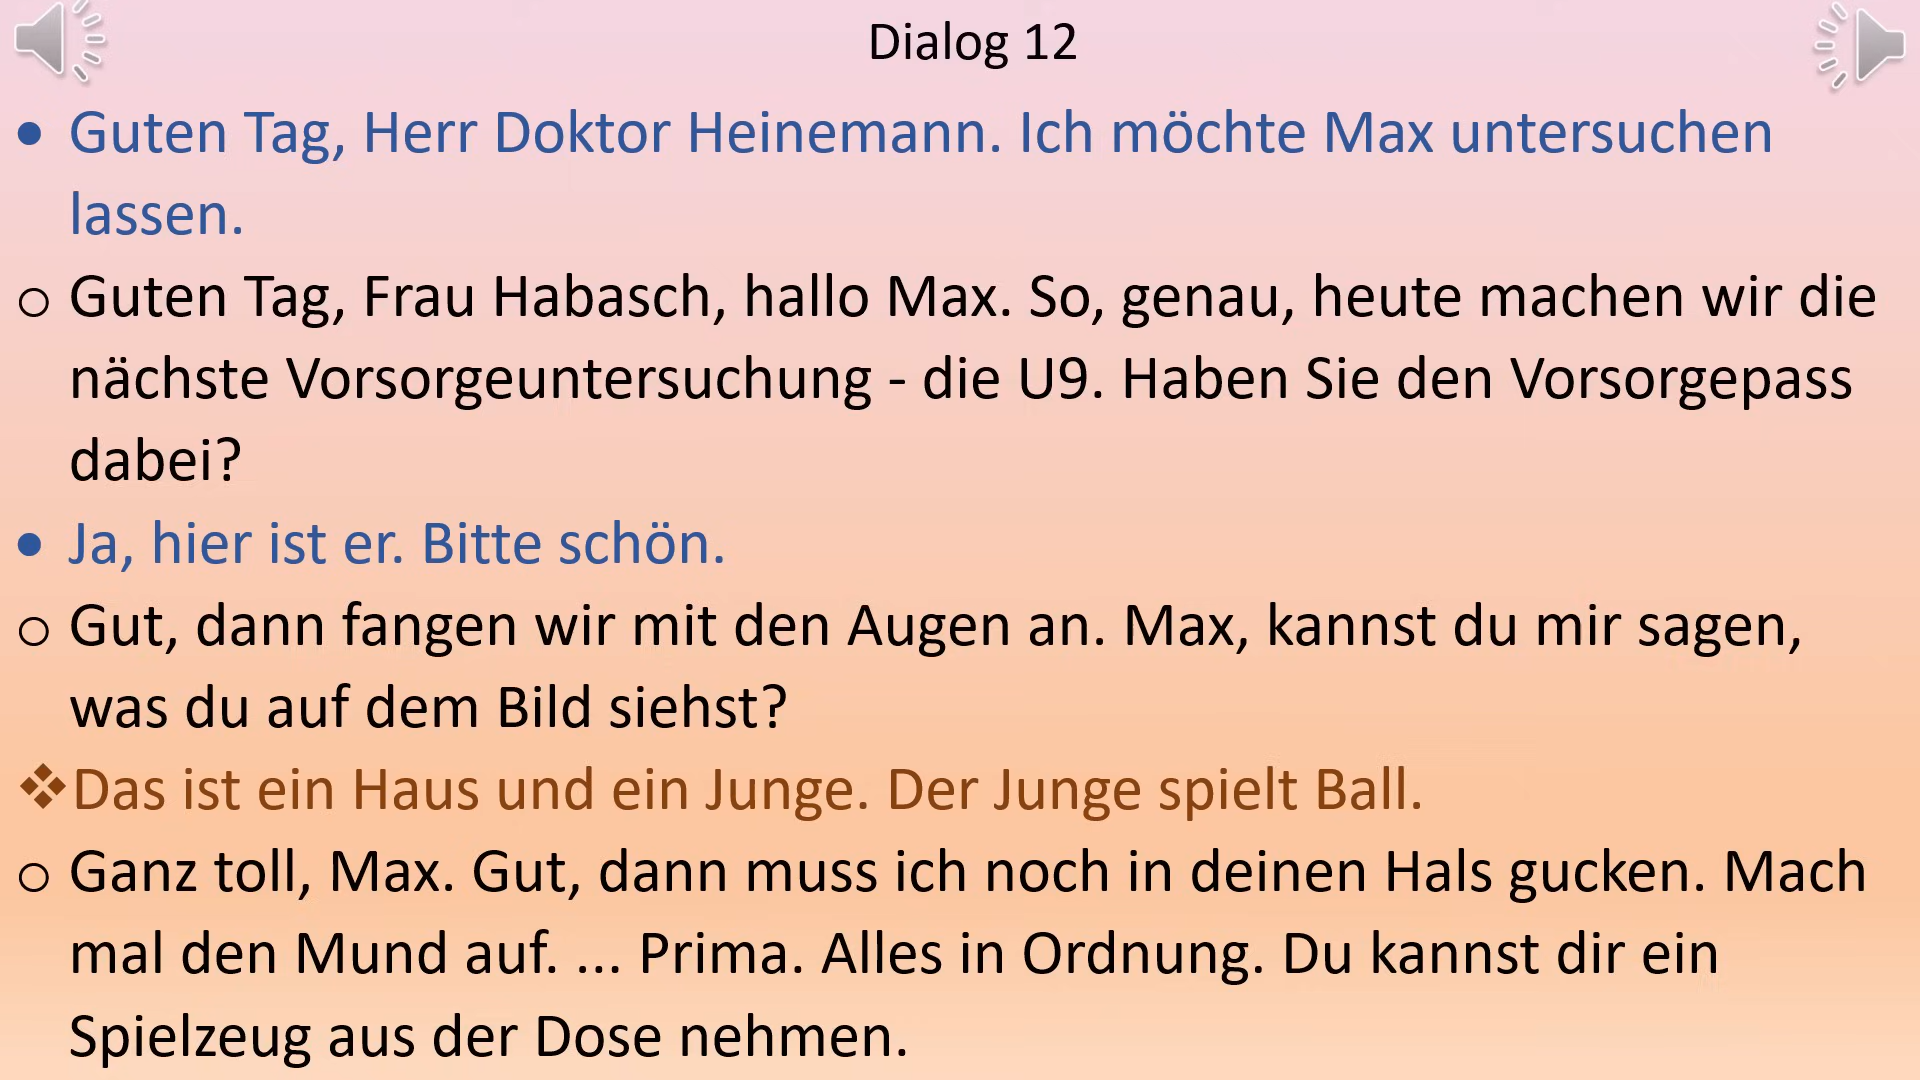 Dialog 12
• Guten Tag, Herr Doktor Heinemann. Ich möchte Max untersuchen
lassen.
o Guten Tag, Frau Habasch, hallo Max. So, genau, heute machen wir die
nächste Vorsorgeuntersuchung - die U9. Haben Sie den Vorsorgepass
dabei?
• Ja, hier ist er. Bitte schön.
o Gut, dann fangen wir mit den Augen an. Max, kannst du mir sagen,
was du auf dem Bild siehst?
❖Das ist ein Haus und ein Junge. Der Junge spielt Ball.
o Ganz toll, Max. Gut, dann muss ich noch in deinen Hals gucken. Mach
mal den Mund auf. ... Prima. Alles in Ordnung. Du kannst dir ein
Spielzeug aus der Dose nehmen.